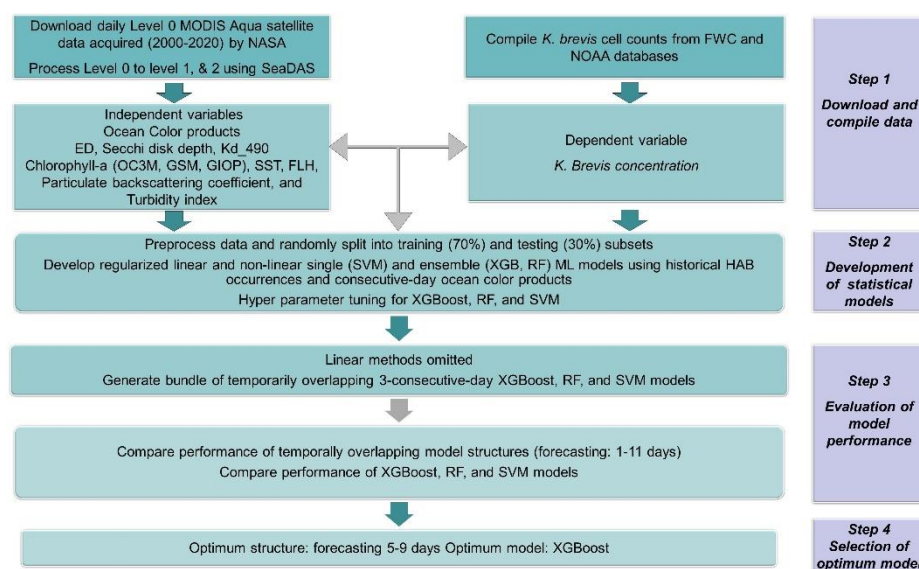 Download daily Level 0 MODIS Aqua satellite
data acquired (2000-2020) by NASA
Process Level 0 to level 1, & 2 using SeaDAS
Compile K. brevis cell counts from FWC and
NOAA databases
Step 1
Download and
compile data
Independent variables
Ocean Color products
ED, Secchi disk depth, Kd_490
Chlorophyll-a (OC3M, GSM, GIOP), SST, FLH,
Particulate backscattering coefficient, and
Turbidity index
Dependent variable
K. Brevis concentration
Preprocess data and randomly split into training (70%) and testing (30%) subsets
Develop regularized linear and non-linear single (SVM) and ensemble (XGB, RF) ML models using historical HAB
occurrences and consecutive-day ocean color products
Hyper parameter tuning for XGBoost, RF, and SVM
Step 2
Development
of statistical
models
Linear methods omitted
Generate bundle of temporarily overlapping 3-consecutive-day XGBoost, RF, and SVM models
Step 3
Evaluation of
model
performance
Compare performance of temporally overlapping model structures (forecasting: 1-11 days)
Compare performance of XGBoost, RF, and SVM models
Optimum structure: forecasting 5-9 days Optimum model: XGBoost
Step 4
Selection of
optimum model